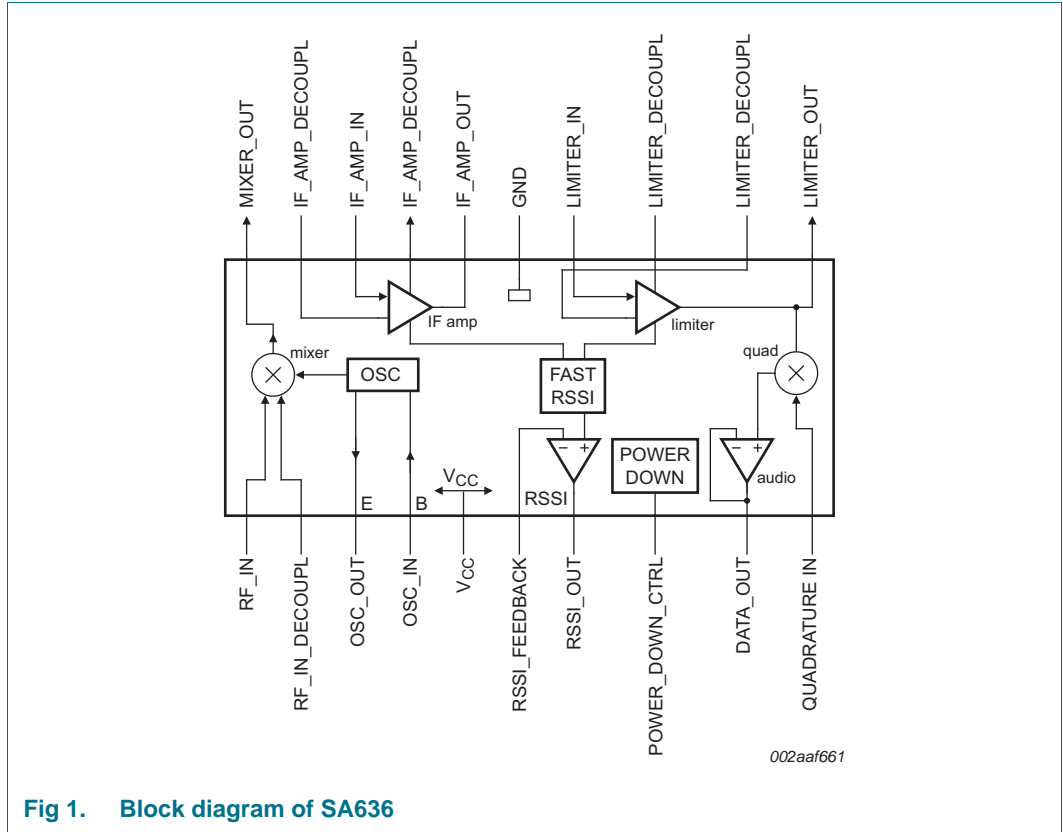 MIXER_OUT
IF_AMP_DECOUPL
IF_AMP_IN
IF_AMP_DECOUPL
IF_AMP_OUT
GND
LIMITER_IN
LIMITER_DECOUPL
LIMITER_DECOUPL
LIMITER_OUT
IF amp
limiter
mixer
OSC
FAST
RSSI
quad
POWER
DOWN
− +
− +
audio
VCC
RSSI
E
B
RF_IN
RF_IN_DECOUPL
OSC_OUT
OSC_IN
VCC
RSSI_FEEDBACK
RSSI_OUT
POWER_DOWN_CTRL
DATA_OUT
QUADRATURE IN
002aaf661
Fig 1. Block diagram of SA636